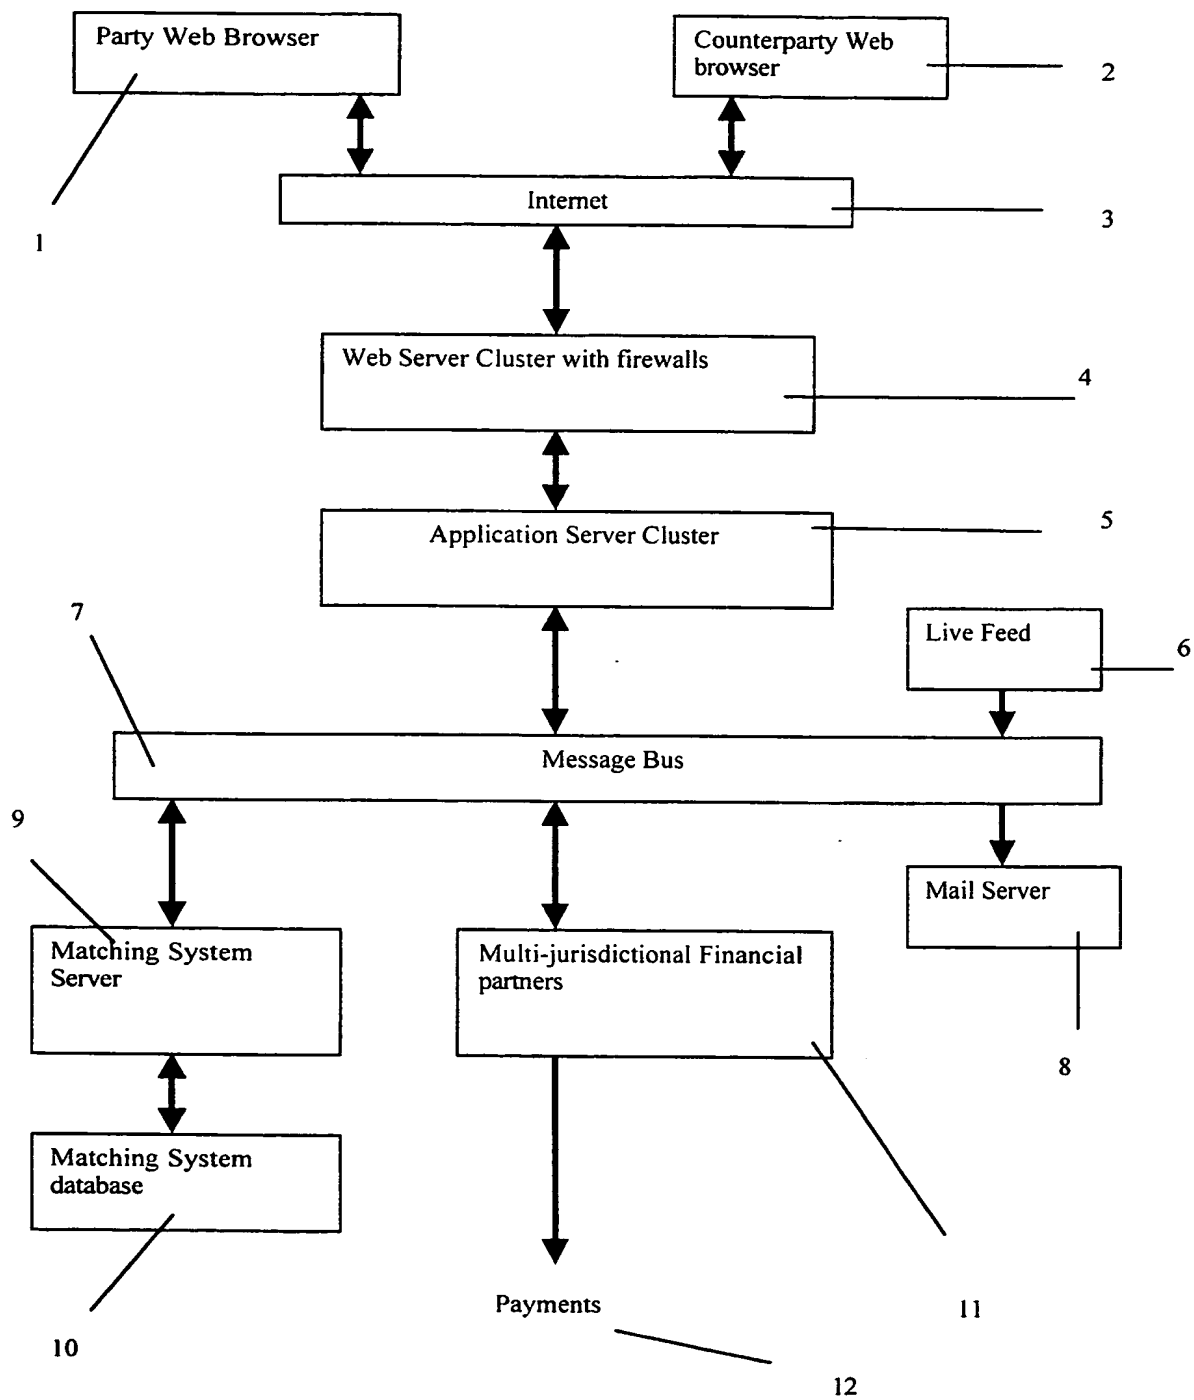 Party Web Browser
Counterparty Web
browser
2
1
Internet
3
Web Server Cluster with firewalls
4
Application Server Cluster
5
7
Live Feed
6
Message Bus
9
Mail Server
8
Matching System
Server
Multi-jurisdictional Financial
partners
Matching System
database
10
Payments
11
12